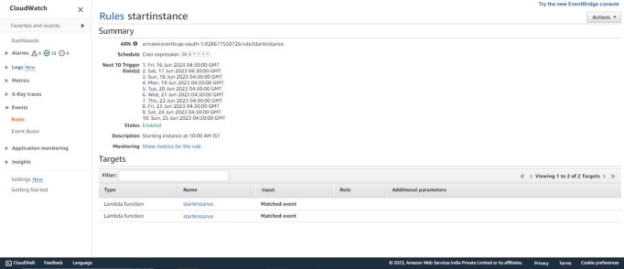 Try the new EventBridge console
CloudWatch
Favorites and recents
Dashboards
Alarms 0 12 0
Logs New
Metrics
X-Ray traces
Events
Rules
Event Buses
Application monitoring
Insights
Settings New
Getting Started
Rules startinstance
Actions
Summary
ARN
Schedule Cron expression
Next 10 Trigger Date(s)
1. Fri, 16 Jun 2023 04:30:00 GMT
2. Sat, 17 Jun 2023 04:30:00 GMT
3. Sun, 18 Jun 2023 04:30:00 GMT
4. Mon, 19 Jun 2023 04:30:00 GMT
5. Tue, 20 Jun 2023 04:30:00 GMT
6. Wed, 21 Jun 2023 04:30:00 GMT
7. Thu, 22 Jun 2023 04:30:00 GMT
8. Fri, 23 Jun 2023 04:30:00 GMT
9. Sat, 24 Jun 2023 04:30:00 GMT
10. Sun, 25 Jun 2023 04:30:00 GMT
Status Enabled
Description Starting instance at 10:00 AM IST
Monitoring Show metrics for the rule
Targets
Filter:
Viewing 1 to 2 of 2 Targets
Type Name Input Role Additional parameters
Lambda function startinstance Matched event
Lambda function startinstance Matched event
CloudShell Feedback Language
© 2023, Amazon Web Services India Private Limited or its affiliates. Privacy Terms Cookie preferences